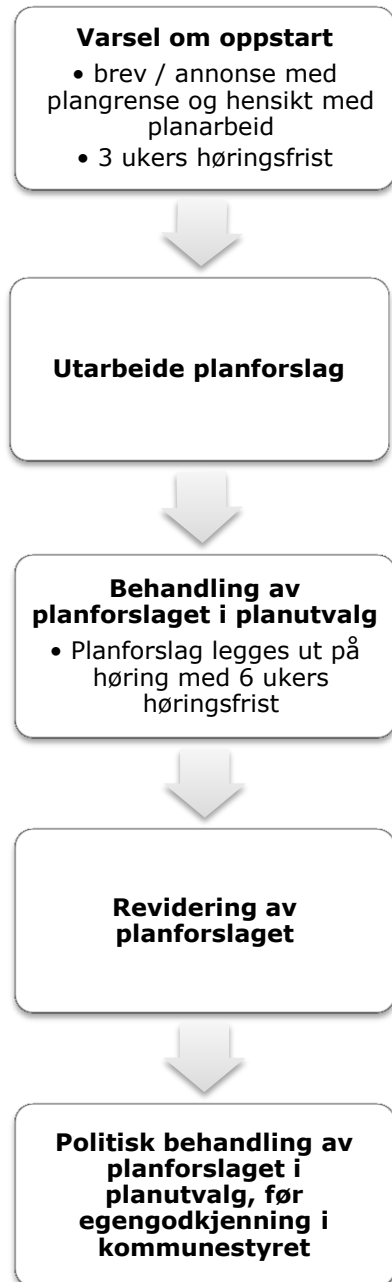 Varsel om oppstart
• brev / annonse med
plangrense og hensikt med
planarbeid
• 3 ukers høringsfrist
Utarbeide planforslag
Behandling av
planforslaget i planutvalg
• Planforslag legges ut på
høring med 6 ukers
høringsfrist
Revidering av
planforslaget
Politisk behandling av
planforslaget i
planutvalg, før
egengodkjenning i
kommunestyret